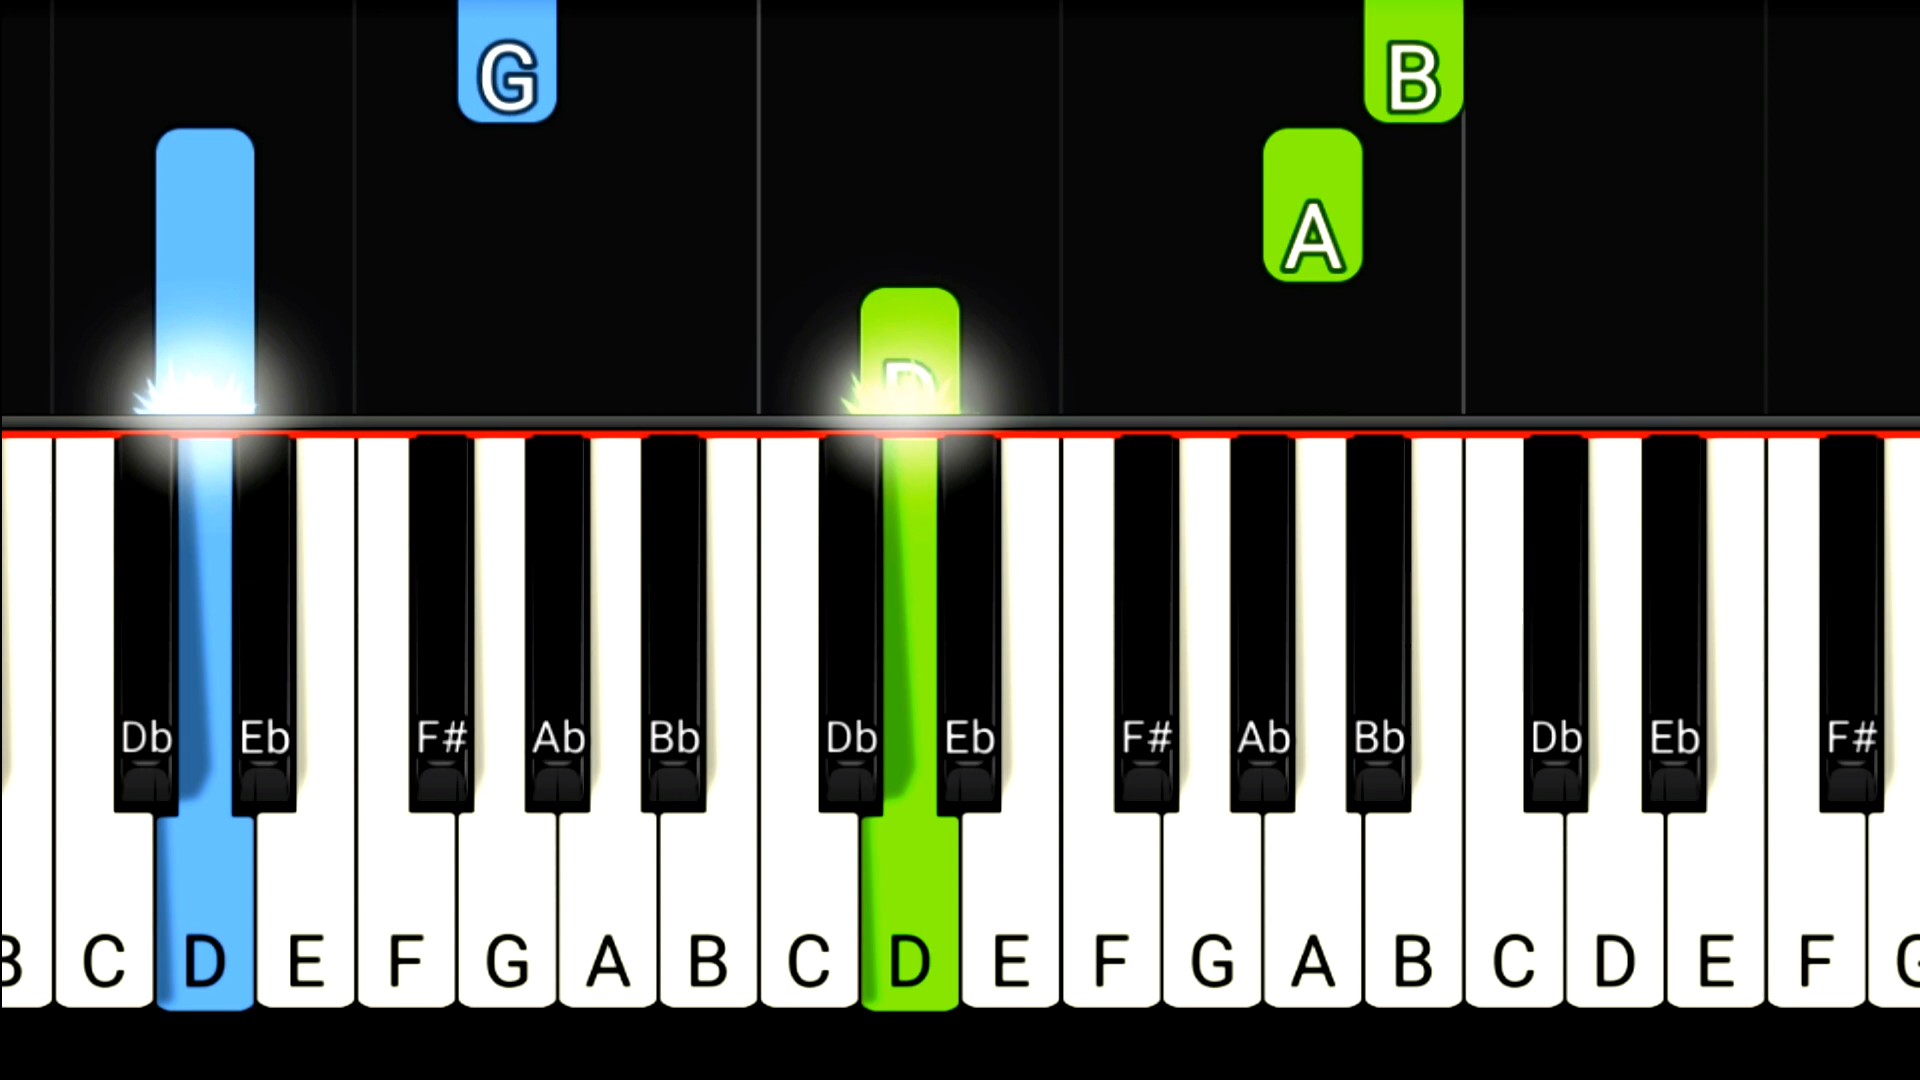 G B
A
D
Db Eb F# Ab Bb Db Eb F# Ab Bb Db Eb F#
B C D E F G A B C D E F G A B C D E F G